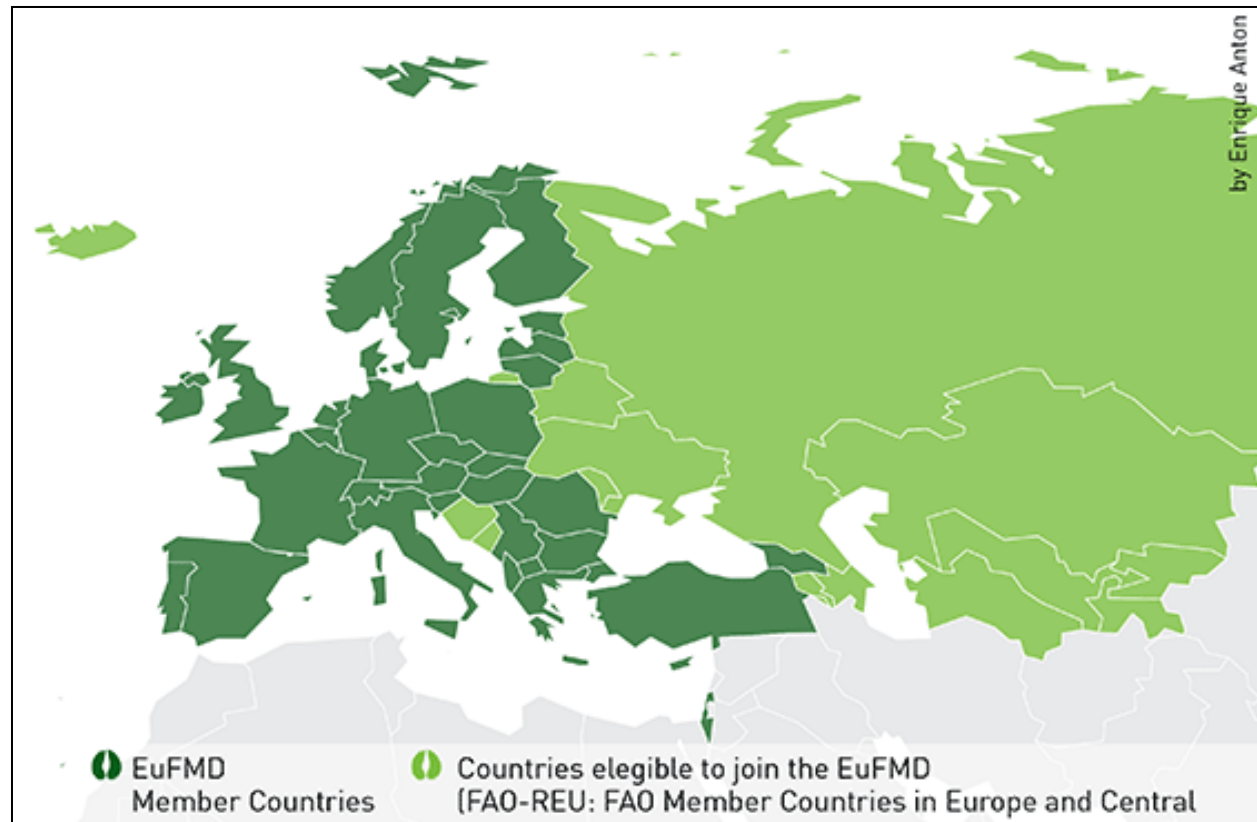 by Enrique Anton
EuFMD
Member Countries
Countries elegible to join the EuFMD
(FAO-REU: FAO Member Countries in Europe and Central